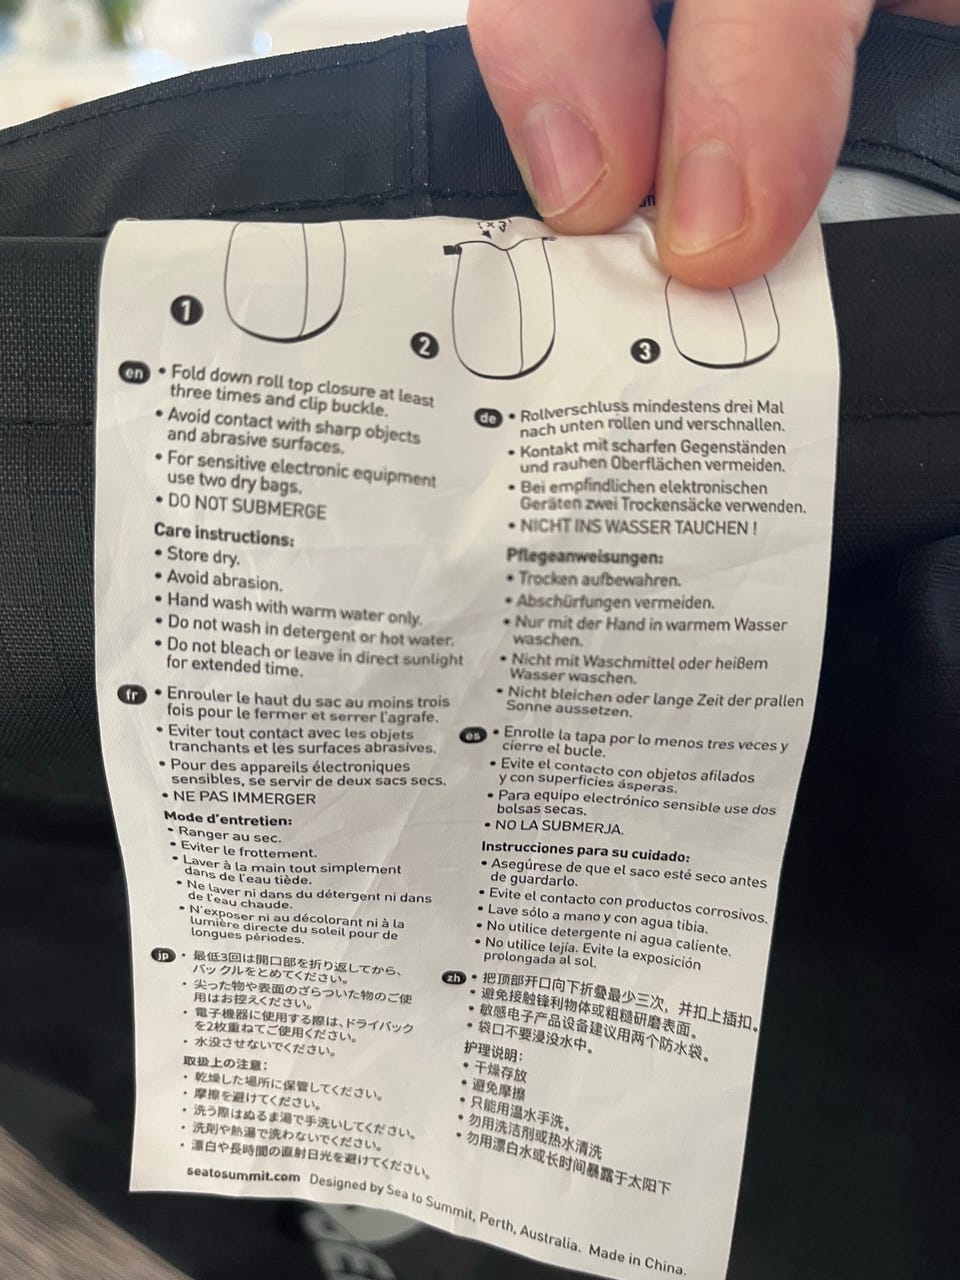 (x3)
1
2
3
en
• Fold down roll top closure at least
three times and clip buckle.
• Avoid contact with sharp objects
and abrasive surfaces.
• For sensitive electronic equipment
use two dry bags.
• DO NOT SUBMERGE
Care instructions:
• Store dry.
• Avoid abrasion.
• Hand wash with warm water only.
• Do not wash in detergent or hot water.
• Do not bleach or leave in direct sunlight
for extended time.
de
• Rollverschluss mindestens drei Mal
nach unten rollen und verschnallen.
• Kontakt mit scharfen Gegenständen
und rauhen Oberflächen vermeiden.
• Bei empfindlichen elektronischen
Geräten zwei Trockensäcke verwenden.
• NICHT INS WASSER TAUCHEN !
Pflegeanweisungen:
• Trocken aufbewahren.
• Abschürfungen vermeiden.
• Nur mit der Hand in warmem Wasser
waschen.
• Nicht mit Waschmittel oder heißem
Wasser waschen.
• Nicht bleichen oder lange Zeit der prallen
Sonne aussetzen.
fr
• Enrouler le haut du sac au moins trois
fois pour le fermer et serrer l'agrafe.
• Eviter tout contact avec les objets
tranchants et les surfaces abrasives.
• Pour des appareils électroniques
sensibles, se servir de deux sacs secs.
• NE PAS IMMERGER
Mode d'entretien:
• Ranger au sec.
• Eviter le frottement.
• Laver à la main tout simplement
dans de l'eau tiède.
• Ne laver ni dans du détergent ni dans
de l'eau chaude.
• N'exposer ni au décolorant ni à la
lumière directe du soleil pour de
longues périodes.
es
• Enrolle la tapa por lo menos tres veces y
cierre el bucle.
• Evite el contacto con objetos afilados
y con superficies ásperas.
• Para equipo electrónico sensible use dos
bolsas secas.
• NO LA SUBMERJA.
Instrucciones para su cuidado:
• Asegúrese de que el saco esté seco antes
de guardarlo.
• Evite el contacto con productos corrosivos.
• Lave sólo a mano y con agua tibia.
• No utilice detergente ni agua caliente.
• No utilice lejía. Evite la exposición
prolongada al sol.
jp
• 最低3回は開口部を折り返してから、
バックルをとめてください。
• 尖った物や表面のざらついた物のご使
用はお控えください。
• 電子機器に使用する際は、ドライバック
を2枚重ねてご使用ください。
• 水没させないでください。
取扱上の注意：
• 乾燥した場所に保管してください。
• 摩擦を避けてください。
• 洗う際はぬるま湯で手洗いしてください。
• 洗剤や熱湯で洗わないでください。
• 漂白や長時間の直射日光を避けてください。
zh
• 把顶部开口向下折叠最少三次，并扣上插扣。
• 避免接触锋利物体或粗糙研磨表面。
• 敏感电子产品设备建议用两个防水袋。
• 袋口不要浸没水中。
护理说明：
• 干燥存放
• 避免摩擦
• 只能用温水手洗。
• 勿用洗洁剂或热水清洗
• 勿用漂白水或长时间暴露于太阳下
seatosummit.com Designed by Sea to Summit, Perth, Australia. Made in China.